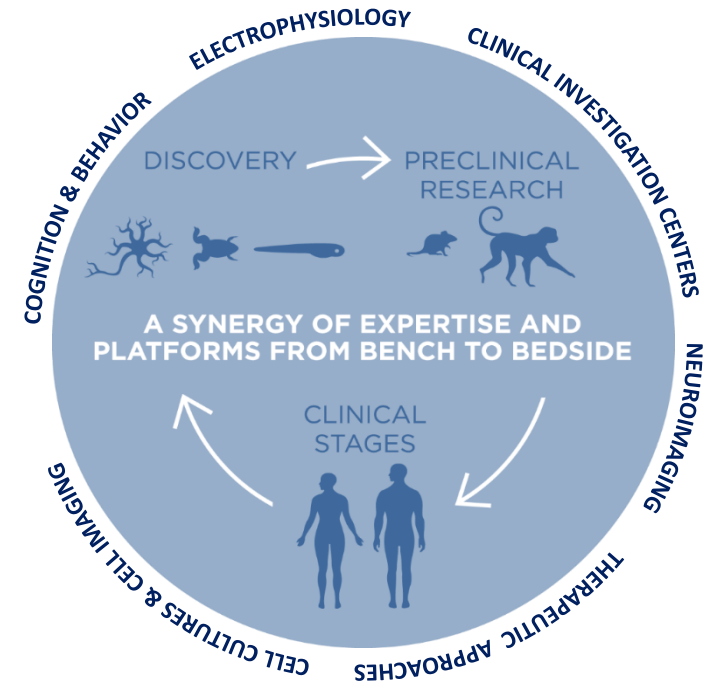 ELECTROPHYSIOLOGY
CLINICAL INVESTIGATION CENTERS
NEUROIMAGING
THERAPEUTIC APPROACHES
CELL CULTURES & CELL IMAGING
COGNITION & BEHAVIOR
DISCOVERY
PRECLINICAL
RESEARCH
A SYNERGY OF EXPERTISE AND
PLATFORMS FROM BENCH TO BEDSIDE
CLINICAL
STAGES